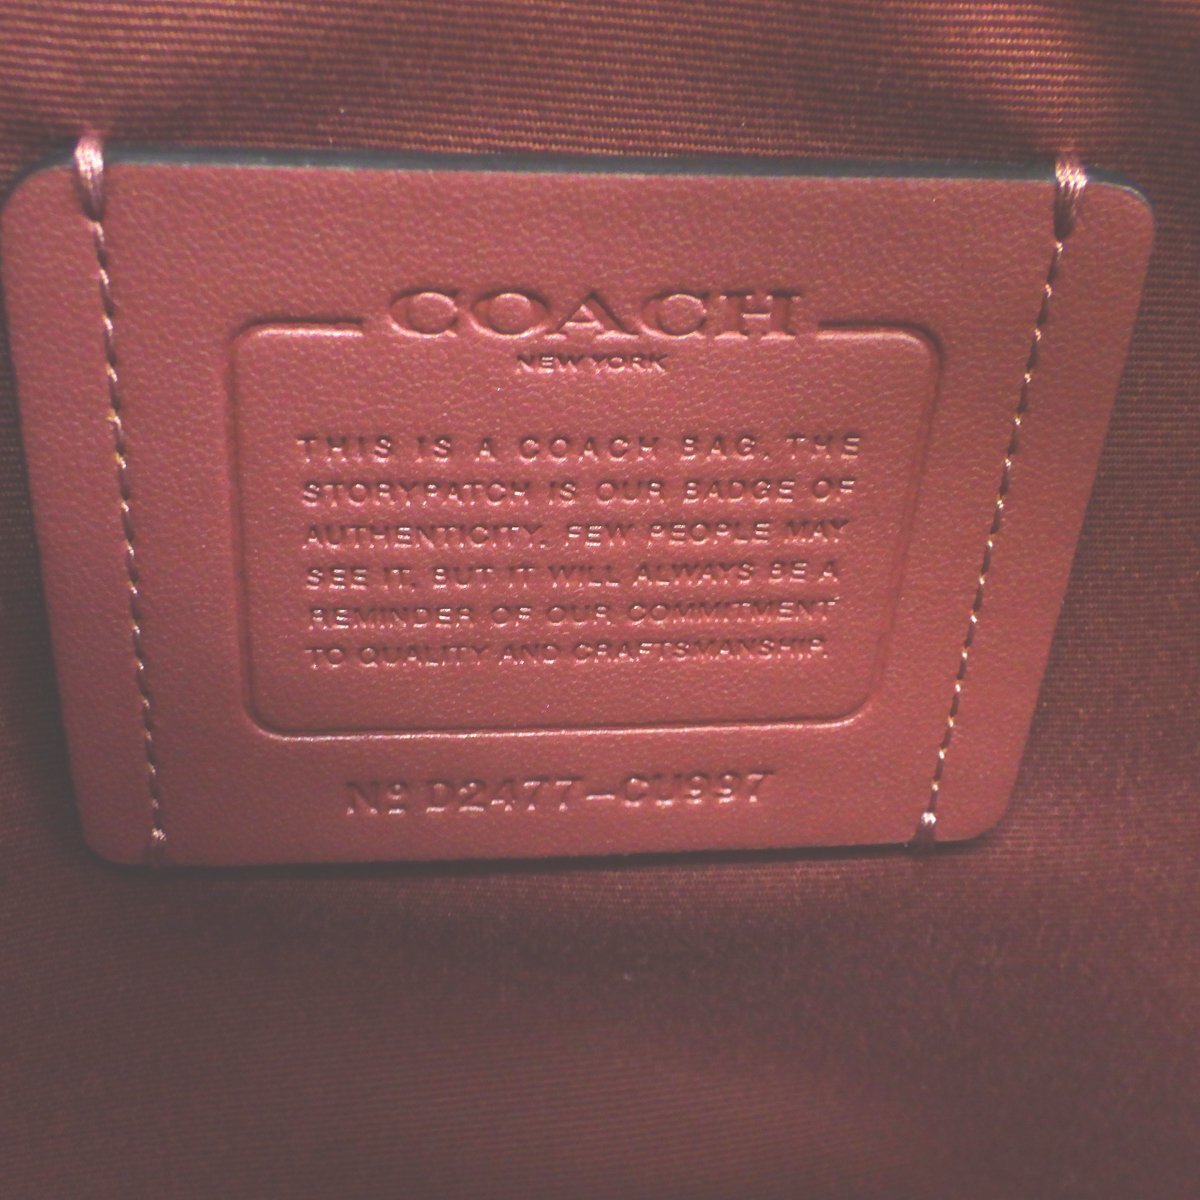 COACH
NEW YORK
THIS IS A COACH BAG. THE
STORYPATCH IS OUR BADGE OF
AUTHENTICITY. FEW PEOPLE MAY
SEE IT, BUT IT WILL ALWAYS BE A
REMINDER OF OUR COMMITMENT
TO QUALITY AND CRAFTSMANSHIP.
Nº D2477-CU997